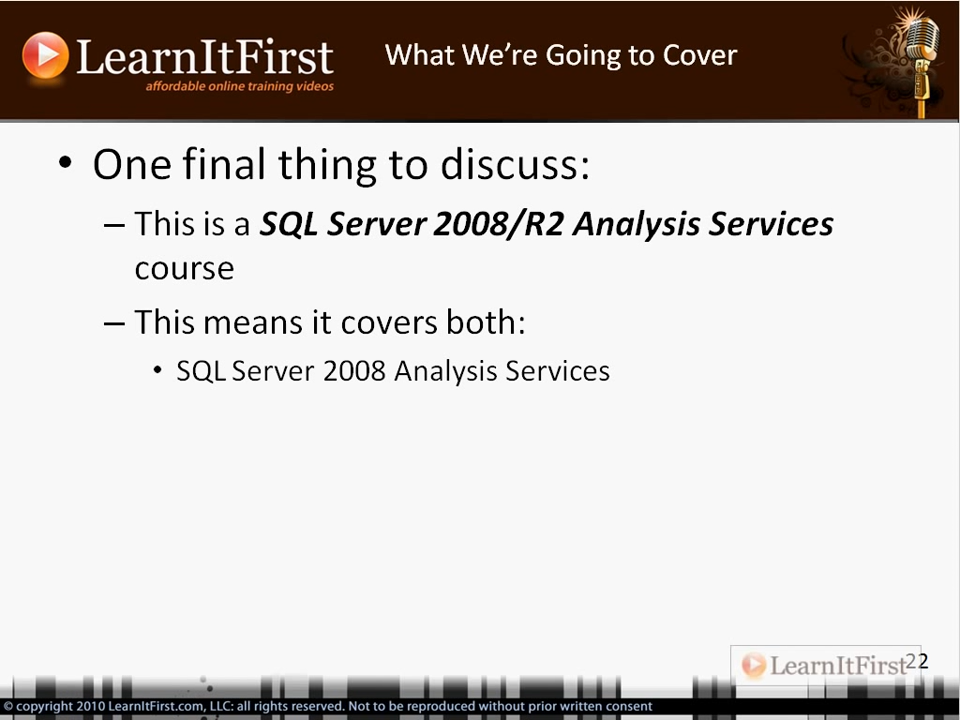 LearnItFirst
affordable online training videos
What We're Going to Cover
• One final thing to discuss:
– This is a SQL Server 2008/R2 Analysis Services
course
– This means it covers both:
• SQL Server 2008 Analysis Services
LearnItFirst
22
© copyright 2010 LearnItFirst.com, LLC: all rights reserved. Not to be reproduced without prior written consent